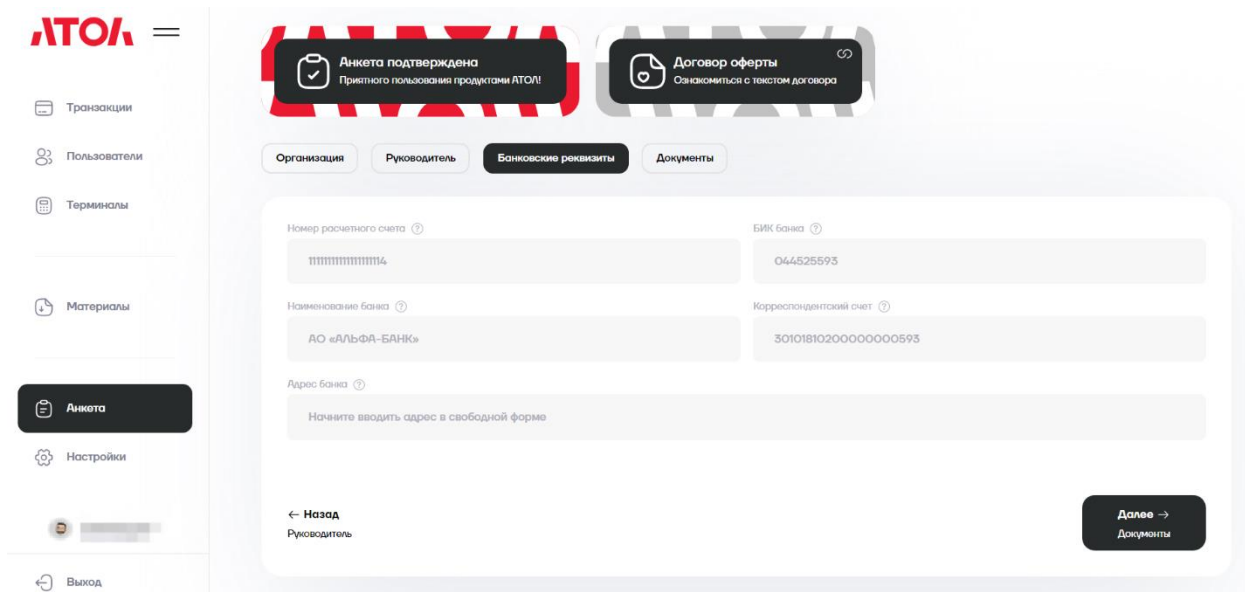 АТОЛ
Транзакции
Пользователи
Терминалы
Материалы
Анкета
Настройки
Выход
Анкета подтверждена
Приятного пользования продуктами АТОЛ!
Договор оферты
Ознакомиться с текстом договора
Организация
Руководитель
Банковские реквизиты
Документы
Номер расчетного счета
БИК банка
044525593
Наименование банка
Корреспондентский счет
АО «АЛЬФА-БАНК»
30101810200000000593
Адрес банка
Начните вводить адрес в свободной форме
← Назад
Руководитель
Далее →
Документы